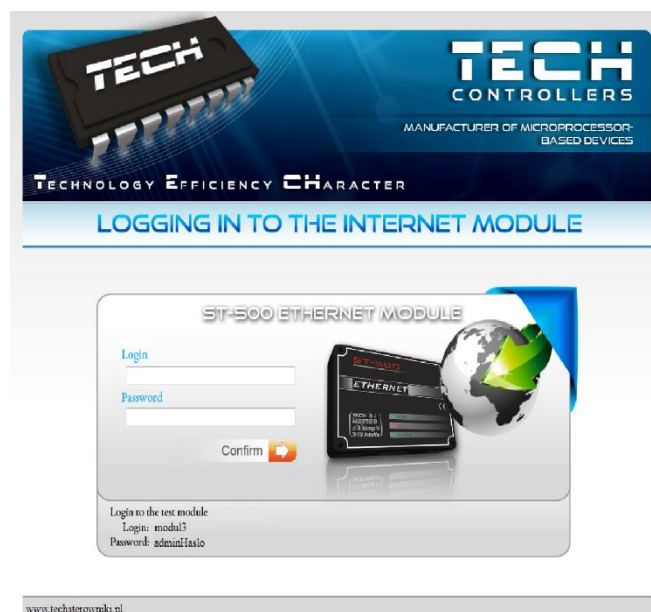 TECH
TECH
CONTROLLERS
MANUFACTURER OF MICROPROCESSOR-
BASED DEVICES
TECHNOLOGY EFFICIENCY CHARACTER
LOGGING IN TO THE INTERNET MODULE
ST-500 ETHERNET MODULE
Login
Password
Confirm
ST-500
ETHERNET
CE
Login to the test module
Login: modul3
Password: adminHaslo
www.techsterowniki.pl